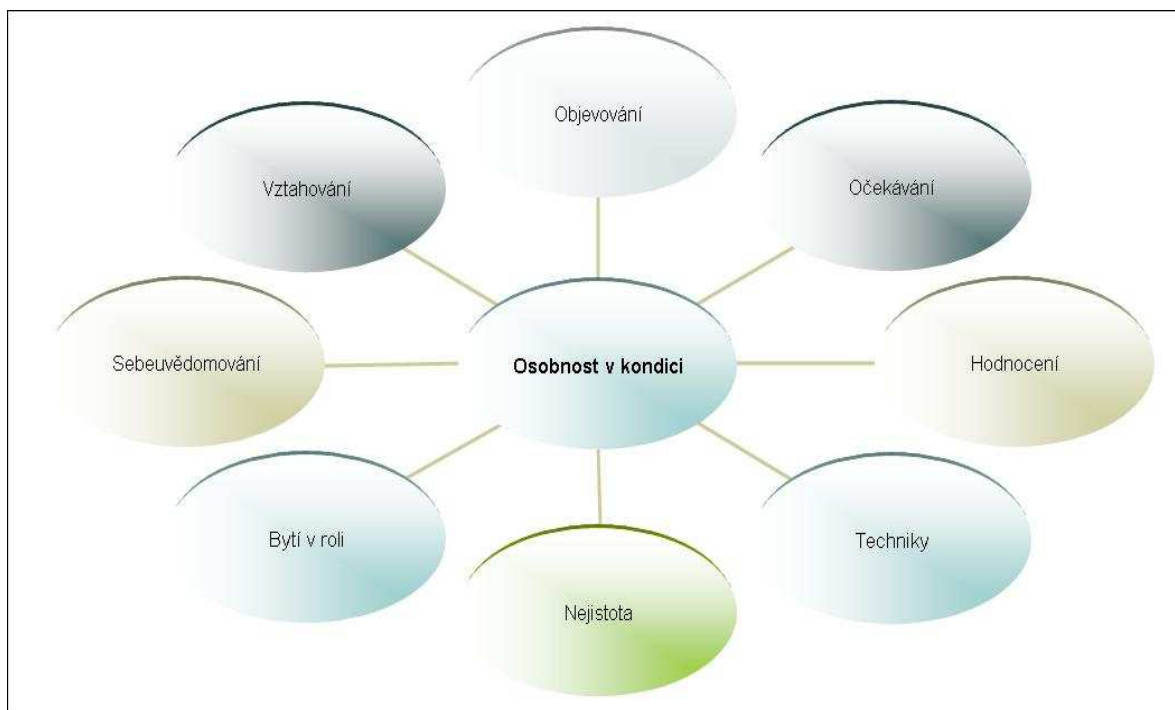 Objevování
Vztahování
Očekávání
Sebeuvědomování
Osobnost v kondici
Hodnocení
Bytí v roli
Techniky
Nejistota